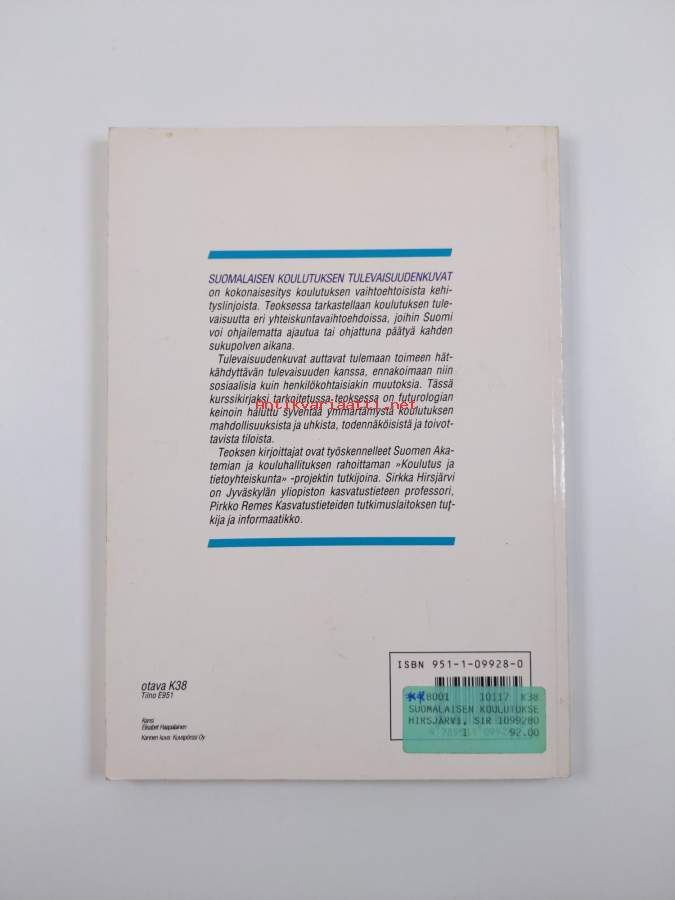 SUOMALAISEN KOULUTUKSEN TULEVAISUUDENKUVAT
on kokonaisesitys koulutuksen vaihtoehtoisista kehi-
tyslinjoista. Teoksessa tarkastellaan koulutuksen tule-
vaisuutta eri yhteiskuntavaihtoehdoissa, joihin Suomi
voi ohjailematta ajautua tai ohjattuna päätyä kahden
sukupolven aikana.
Tulevaisuudenkuvat auttavat tulemaan toimeen hät-
kähdyttävän tulevaisuuden kanssa, ennakoimaan niin
sosiaalisia kuin henkilökohtaisiakin muutoksia. Tässä
kurssikirjaksi tarkoitetussa teoksessa on futurologian
Antikvariaatti.net
keinoin haluttu syventää ymmärtämystä koulutuksen
mahdollisuuksista ja uhkista, todennäköisistä ja toivot-
tavista tiloista.
Teoksen kirjoittajat ovat työskennelleet Suomen Aka-
temian ja kouluhallituksen rahoittaman »Koulutus ja
tietoyhteiskunta» -projektin tutkijoina. Sirkka Hirsjärvi
on Jyväskylän yliopiston kasvatustieteen professori,
Pirkko Remes Kasvatustieteiden tutkimuslaitoksen tut-
kija ja informaatikko.
ISBN 951-1-09928-0
otava K38
Tiino E951
Kansi
Elisabet Haapalainen
Kannen kuva: Kuvapörssi Oy
8001 10117 K38
SUOMALAISEN KOULUTUKSE
HIRSJÄRVI, SIR 1099280
1 92.00